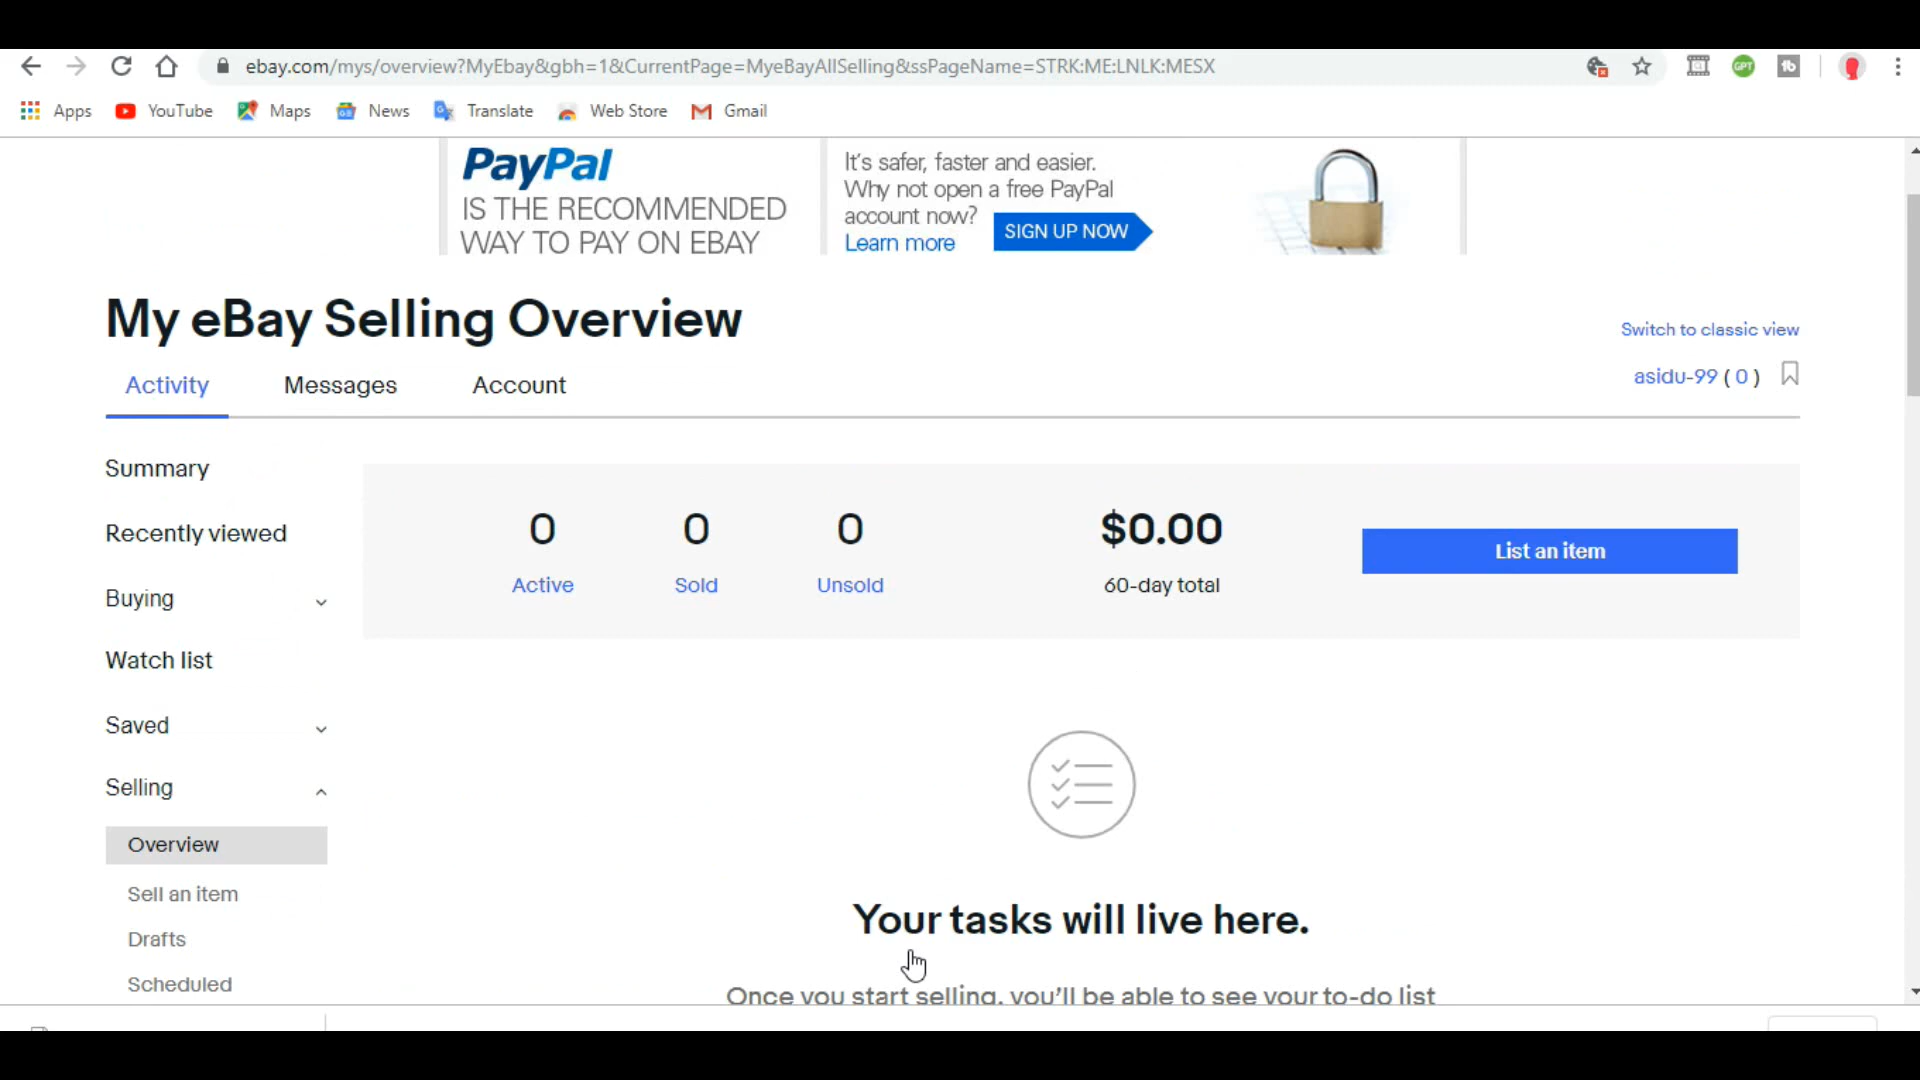 ebay.com/mys/overview?MyEbay&gbh=1&CurrentPage=MyeBayAllSelling&ssPageName=STRK:ME:LNLK:MESX
GPT
Apps YouTube Maps News Translate Web Store Gmail
PayPal
IS THE RECOMMENDED
WAY TO PAY ON EBAY
It's safer, faster and easier.
Why not open a free PayPal
account now?
Learn more
SIGN UP NOW
My eBay Selling Overview
Switch to classic view
asidu-99 ( 0 )
Activity Messages Account
Summary
Recently viewed
Buying
Watch list
Saved
Selling
Overview
Sell an item
Drafts
Scheduled
0 0 0 $0.00
Active Sold Unsold 60-day total
List an item
Your tasks will live here.
Once you start selling, you'll be able to see your to-do list